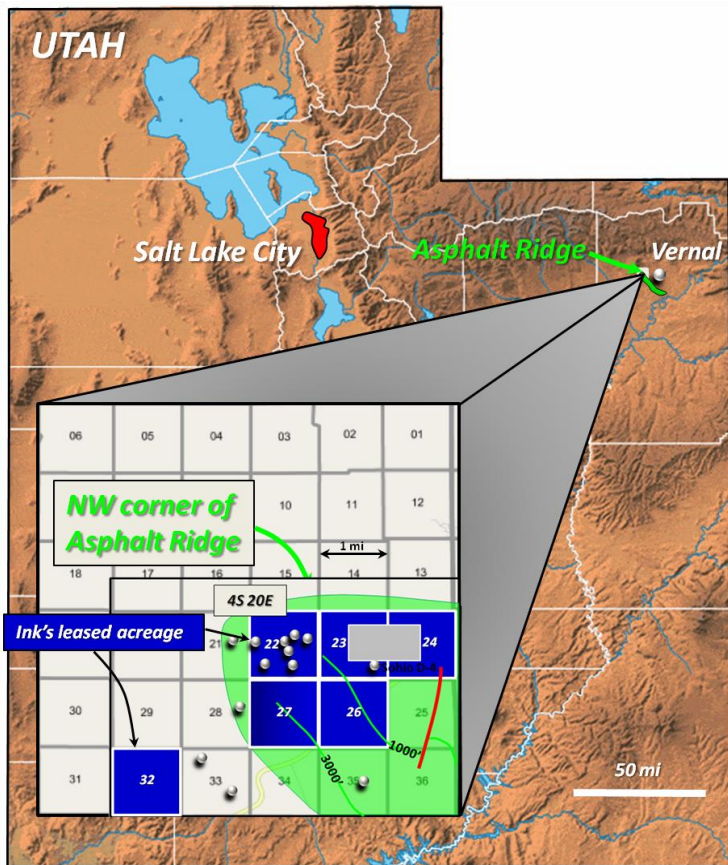 UTAH
Salt Lake City
Asphalt Ridge
Vernal
06 05 04 03 02 01
NW corner of
Asphalt Ridge
10 11 12
1 mi
18 17 16 15 14 13
4S 20E
Ink's leased acreage
21 22 23 24
Sohio D-4
30 29 28 27 26 25
1000'
3000'
31 32 33 34 35 36
50 mi